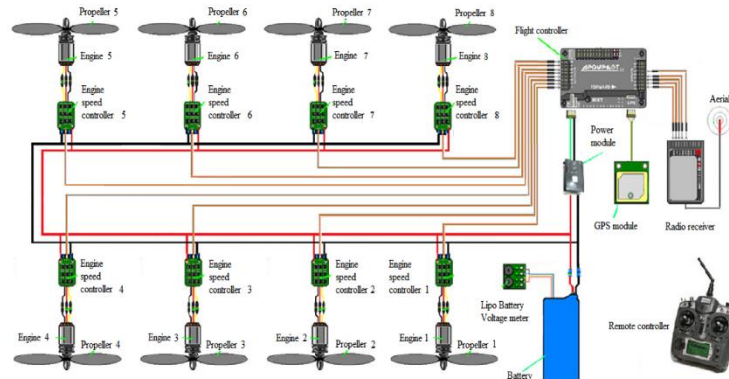 Propeller 5
Propeller 6
Propeller 7
Propeller 8
Engine 5
Engine 6
Engine 7
Engine 8
Engine
speed
controller
5
Engine
speed
controller
6
Engine
speed
controller
7
Engine
speed
controller
8
Flight controller
Power
module
GPS module
Radio receiver
Aerial
Engine
speed
controller
4
Engine
speed
controller
3
Engine
speed
controller 2
Engine
speed
controller 1
Engine 4
Propeller 4
Engine 3
Propeller 3
Engine 2
Propeller 2
Engine 1
Propeller 1
Lipo Battery
Voltage meter
Battery
Remote controller